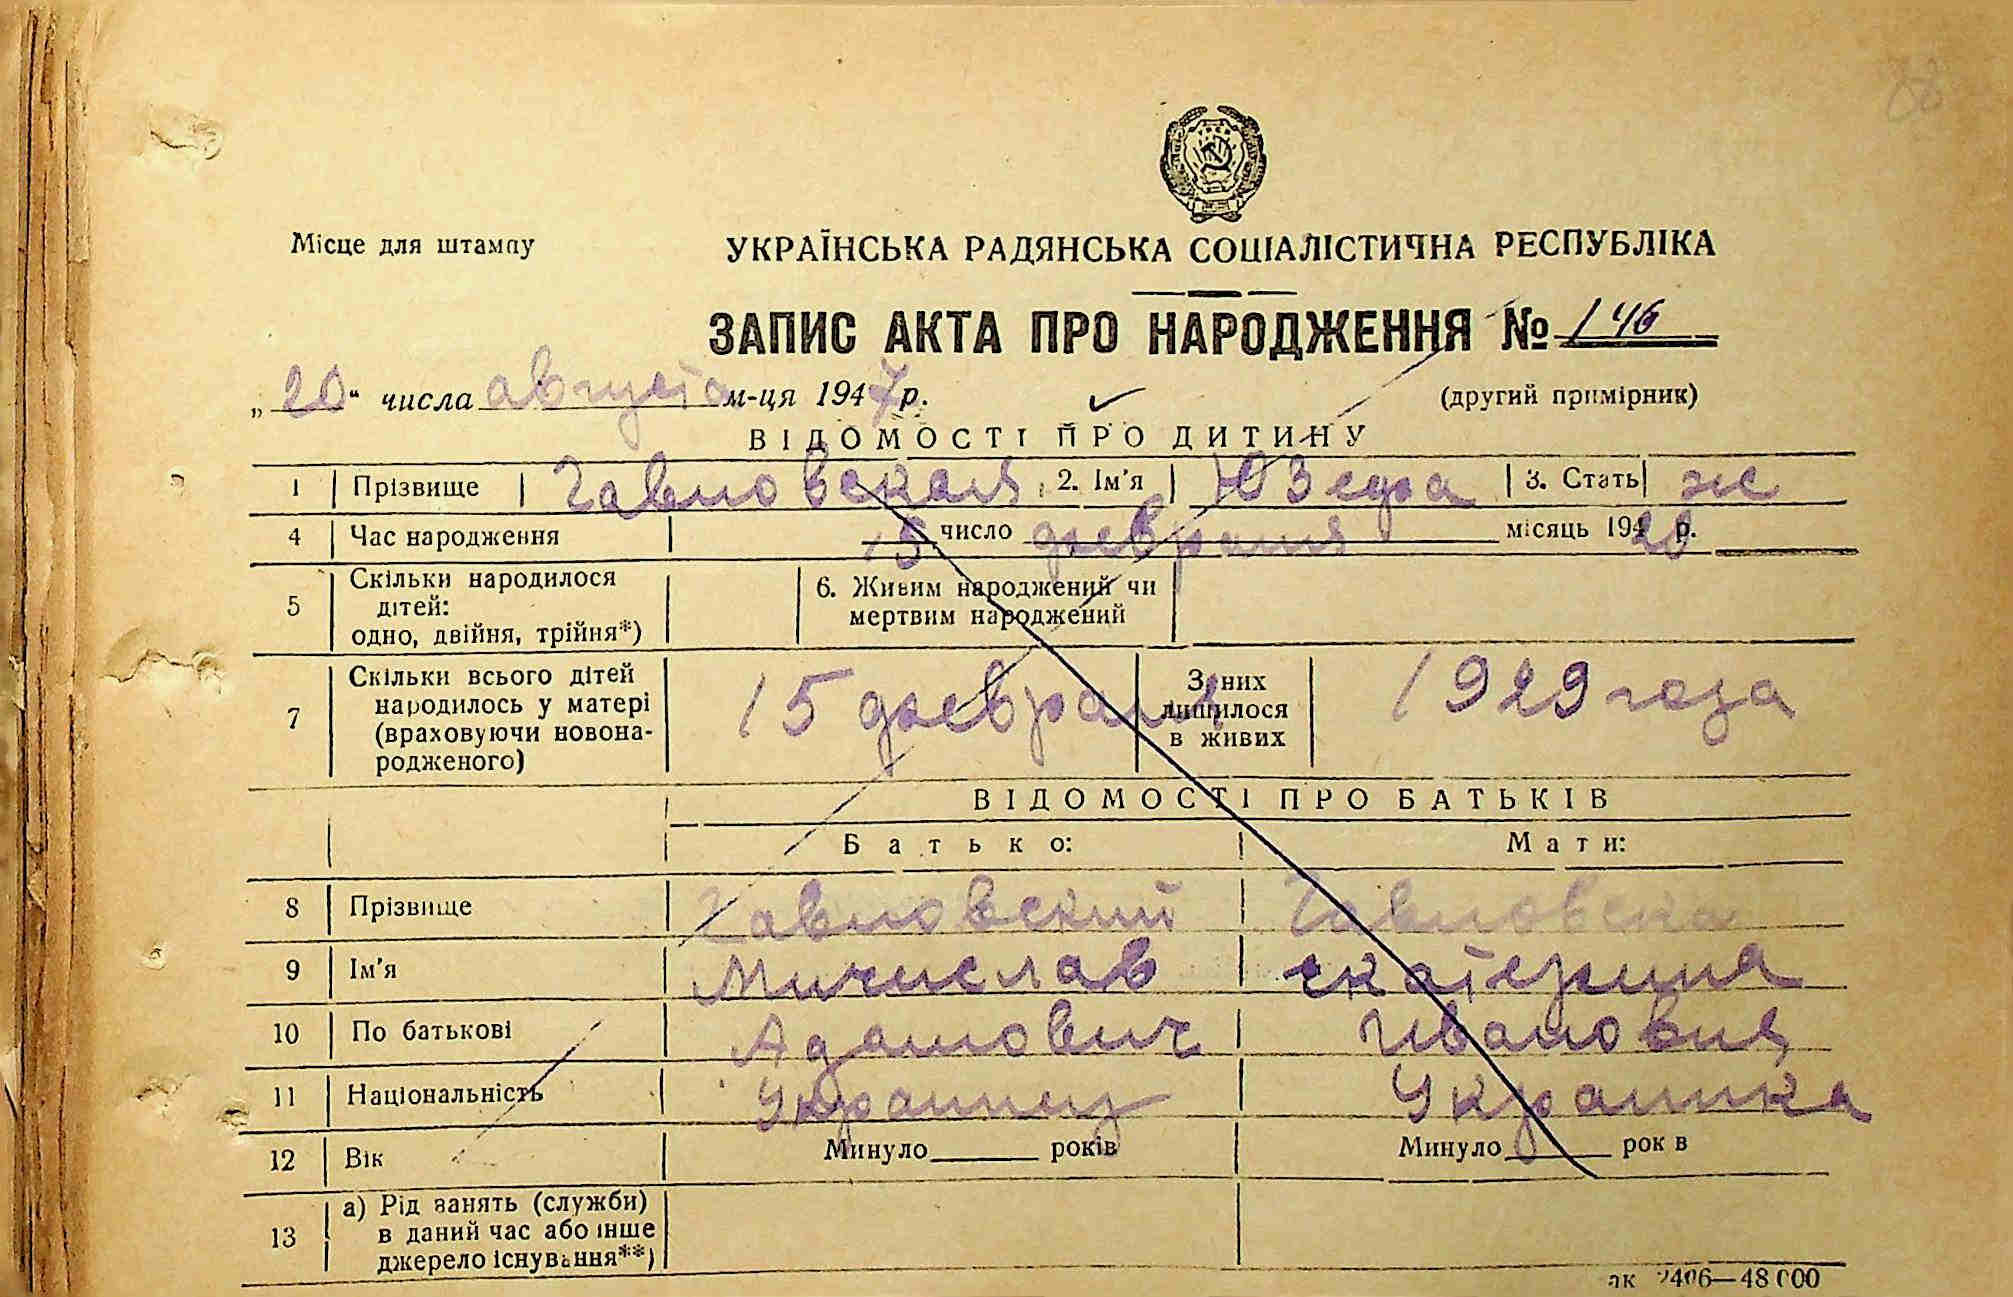 88
Місце для штампу
УКРАЇНСЬКА РАДЯНСЬКА СОЦІАЛІСТИЧНА РЕСПУБЛІКА
ЗАПИС АКТА ПРО НАРОДЖЕННЯ № 146
„20“ числа августа м-ця 1947 р.
(другий примірник)
ВІДОМОСТІ ПРО ДИТИНУ
1 Прізвище Гавловская 2. Ім'я Юзефа 3. Стать ж
4 Час народження 15 число февраля місяць 194 р.
5 Скільки народилося дітей: одно, двійня, трійня*)
6. Живим народжений чи мертвим народжений
7 Скільки всього дітей народилось у матері (враховуючи новона-родженого) 15 февраля
З них лишилося в живих 1929 года
ВІДОМОСТІ ПРО БАТЬКІВ
Батько: Мати:
8 Прізвище Гавловский Гавловска
9 Ім'я Мичислав Екатерина
10 По батькові Адамович Ивановна
11 Національність Украинец Украинка
12 Вік Минуло років Минуло рок в
13 а) Рід занять (служби) в даний час або інше джерело існування**)
2406—48000